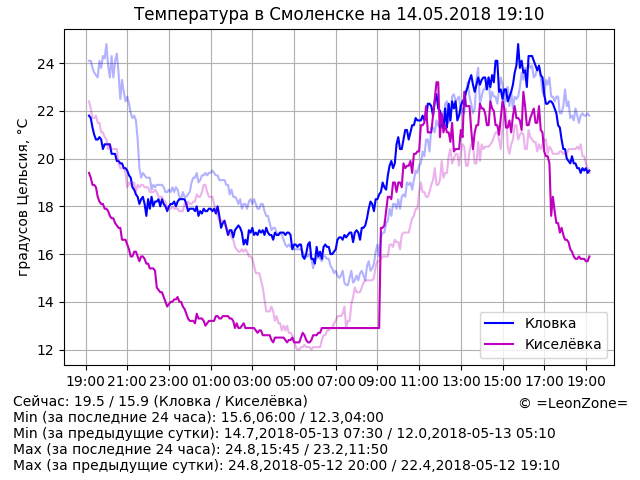 Температура в Смоленске на 14.05.2018 19:10
градусов Цельсия, °C
24
22
20
18
16
14
12
Кловка
Киселёвка
19:00 21:00 23:00 01:00 03:00 05:00 07:00 09:00 11:00 13:00 15:00 17:00 19:00
Сейчас: 19.5 / 15.9 (Кловка / Киселёвка)
© =LeonZone=
Min (за последние 24 часа): 15.6,06:00 / 12.3,04:00
Min (за предыдущие сутки): 14.7,2018-05-13 07:30 / 12.0,2018-05-13 05:10
Max (за последние 24 часа): 24.8,15:45 / 23.2,11:50
Max (за предыдущие сутки): 24.8,2018-05-12 20:00 / 22.4,2018-05-12 19:10